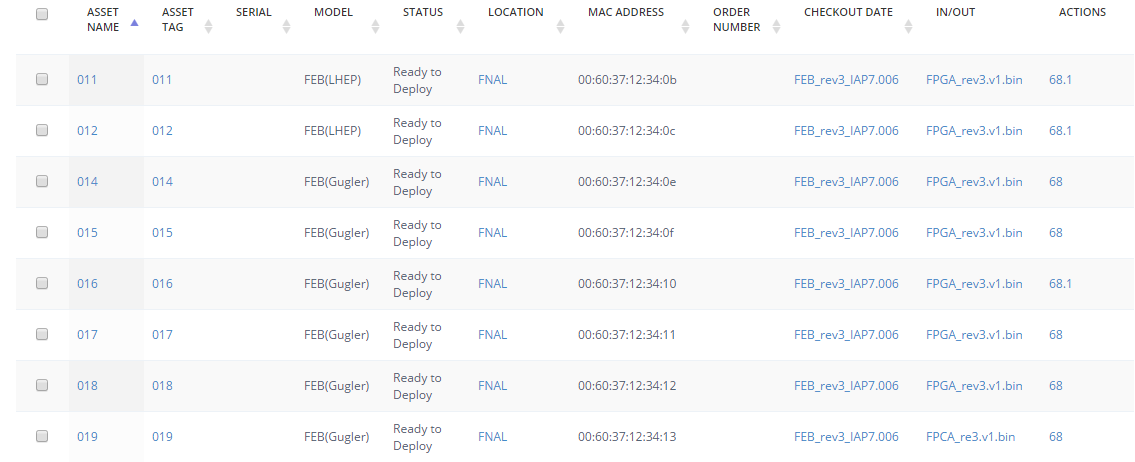 ASSET NAME ASSET TAG SERIAL MODEL STATUS LOCATION MAC ADDRESS ORDER NUMBER CHECKOUT DATE IN/OUT ACTIONS
011 011 FEB(LHEP) Ready to Deploy FNAL 00:60:37:12:34:0b FEB_rev3_IAP7.006 FPGA_rev3.v1.bin 68.1
012 012 FEB(LHEP) Ready to Deploy FNAL 00:60:37:12:34:0c FEB_rev3_IAP7.006 FPGA_rev3.v1.bin 68.1
014 014 FEB(Gugler) Ready to Deploy FNAL 00:60:37:12:34:0e FEB_rev3_IAP7.006 FPGA_rev3.v1.bin 68
015 015 FEB(Gugler) Ready to Deploy FNAL 00:60:37:12:34:0f FEB_rev3_IAP7.006 FPGA_rev3.v1.bin 68
016 016 FEB(Gugler) Ready to Deploy FNAL 00:60:37:12:34:10 FEB_rev3_IAP7.006 FPGA_rev3.v1.bin 68.1
017 017 FEB(Gugler) Ready to Deploy FNAL 00:60:37:12:34:11 FEB_rev3_IAP7.006 FPGA_rev3.v1.bin 68
018 018 FEB(Gugler) Ready to Deploy FNAL 00:60:37:12:34:12 FEB_rev3_IAP7.006 FPGA_rev3.v1.bin 68
019 019 FEB(Gugler) Ready to Deploy FNAL 00:60:37:12:34:13 FEB_rev3_IAP7.006 FPCA_re3.v1.bin 68